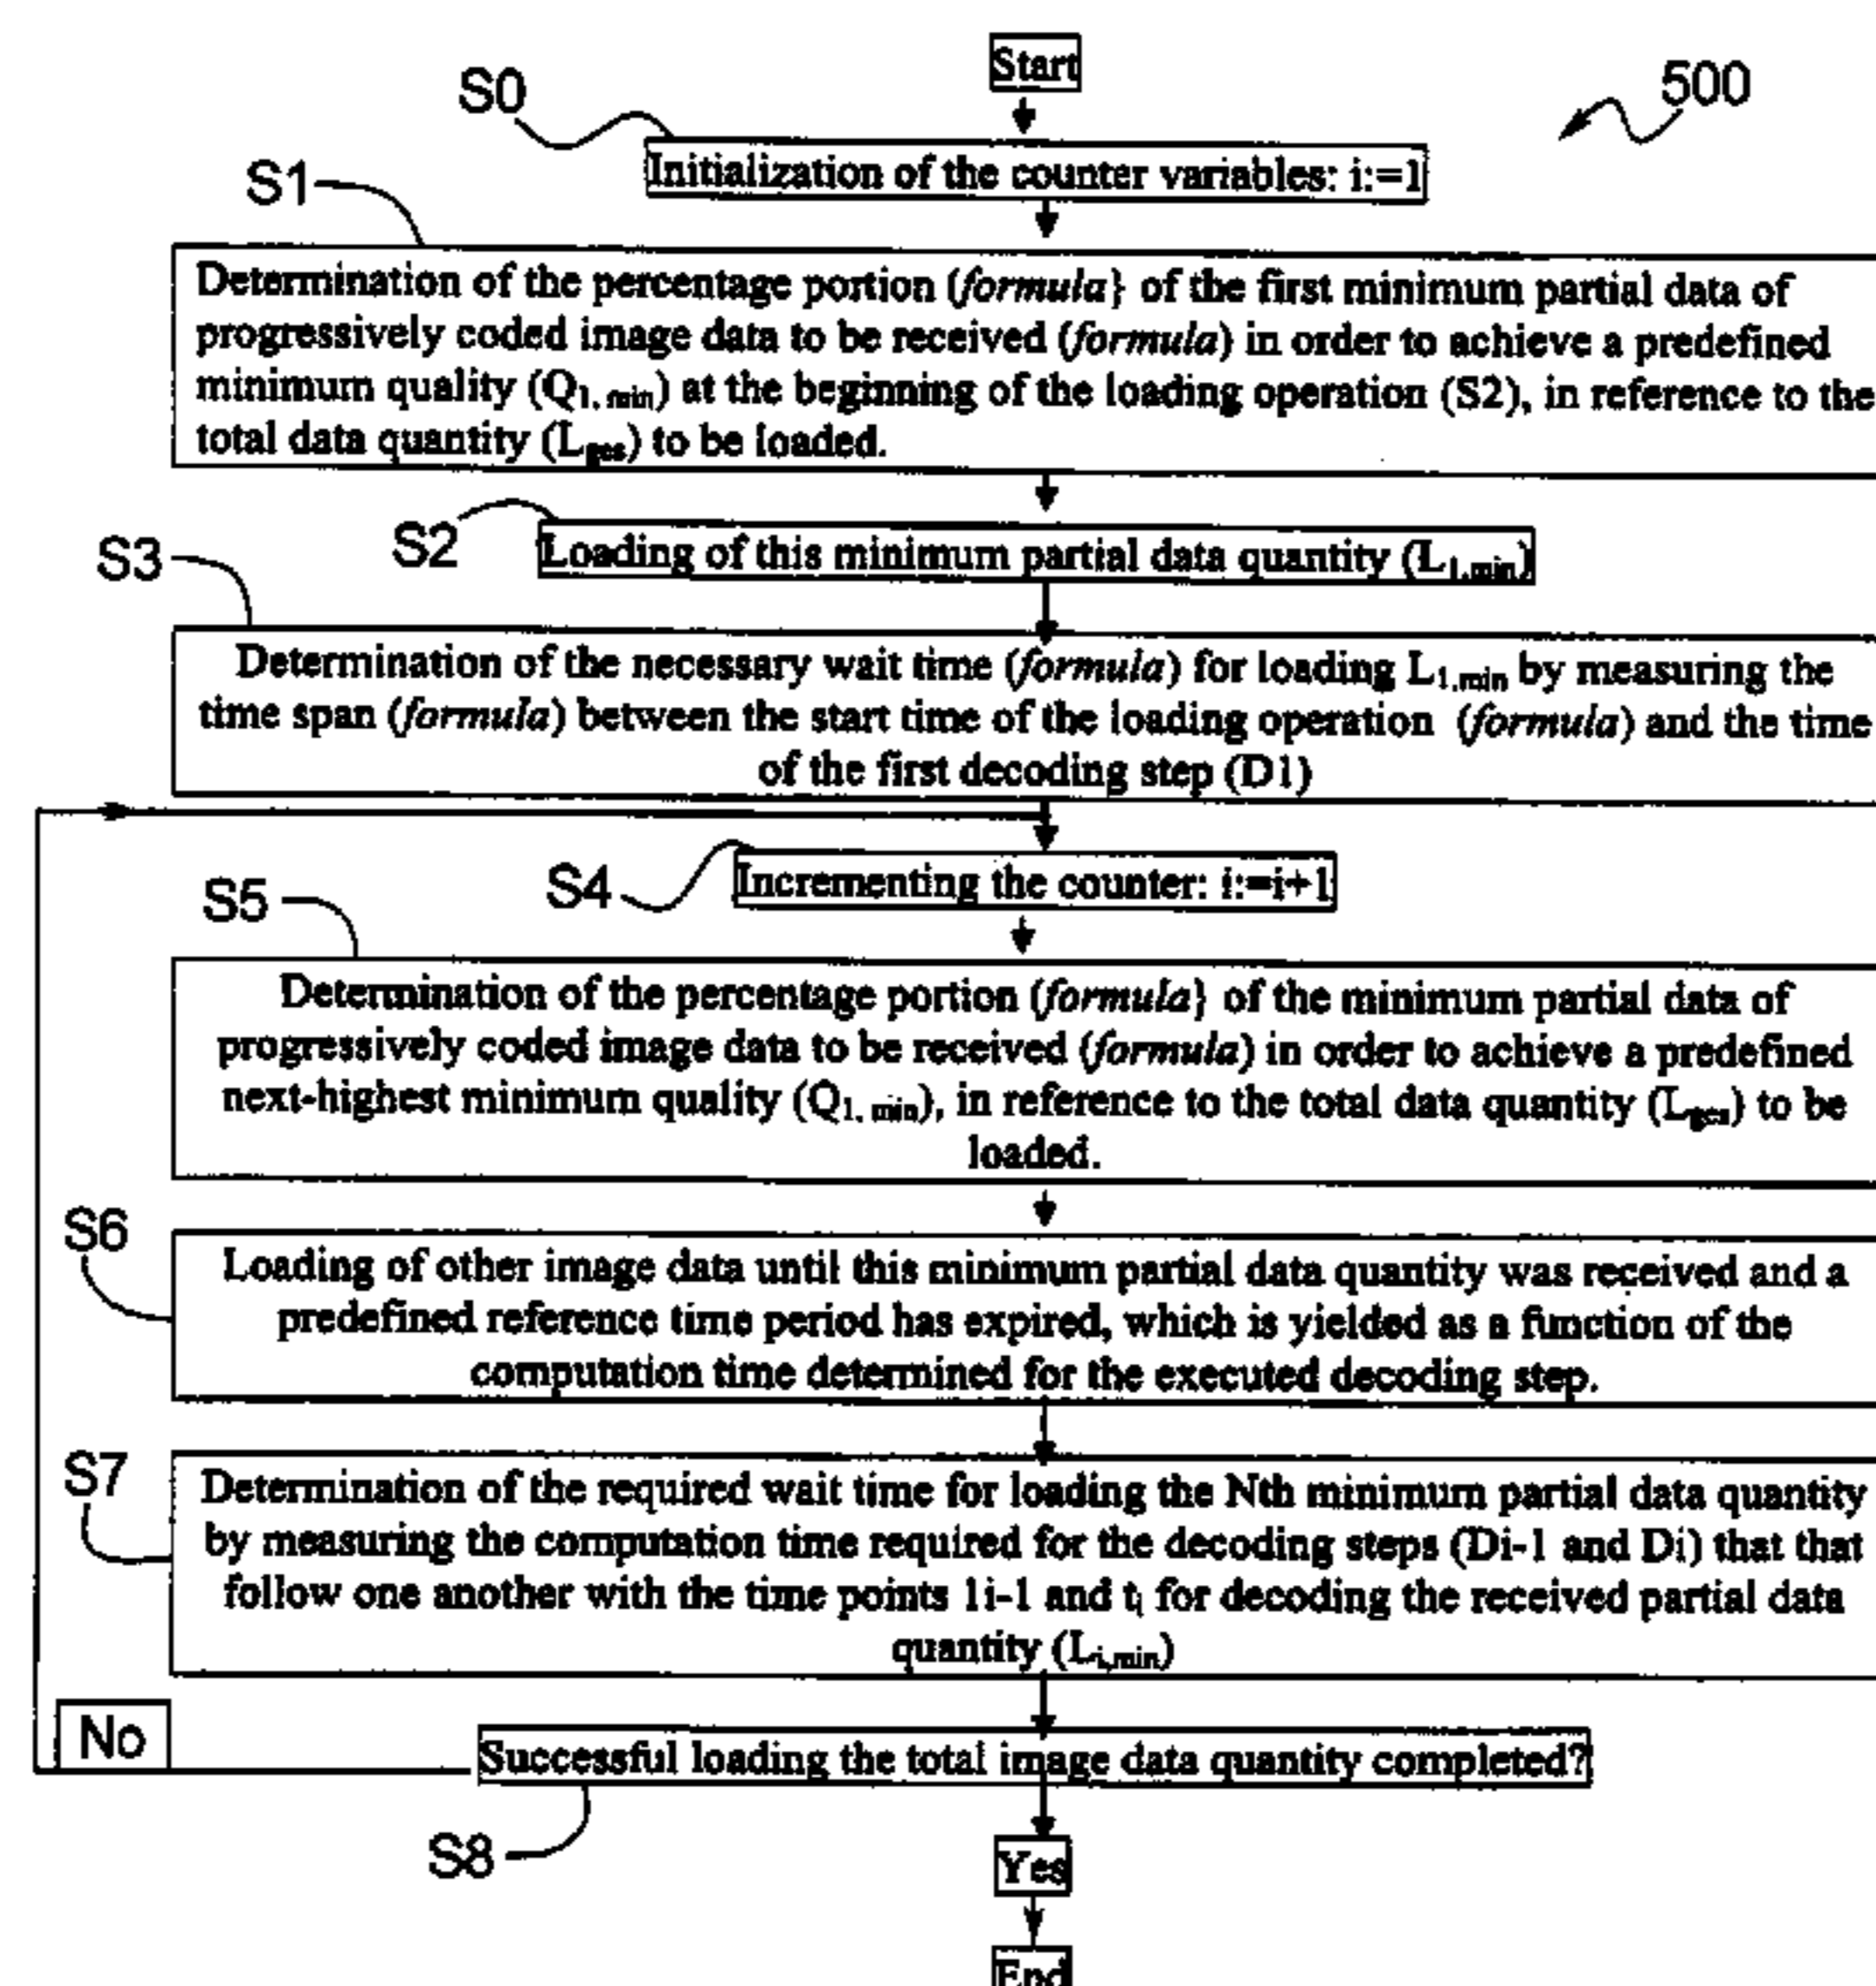 Start
S0
500
Initialization of the counter variables: i:=1
S1
Determination of the percentage portion (formula} of the first minimum partial data of
progressively coded image data to be received (formula) in order to achieve a predefined
minimum quality (Q1, min) at the beginning of the loading operation (S2), in reference to the
total data quantity (Lges) to be loaded.
S2
Loading of this minimum partial data quantity (L1,min)
S3
Determination of the necessary wait time (formula) for loading L1,min by measuring the
time span (formula) between the start time of the loading operation (formula) and the time
of the first decoding step (D1)
S4
Incrementing the counter: i:=i+1
S5
Determination of the percentage portion (formula} of the minimum partial data of
progressively coded image data to be received (formula) in order to achieve a predefined
next-highest minimum quality (Q1, min), in reference to the total data quantity (Lges) to be
loaded.
S6
Loading of other image data until this minimum partial data quantity was received and a
predefined reference time period has expired, which is yielded as a function of the
computation time determined for the executed decoding step.
S7
Determination of the required wait time for loading the Nth minimum partial data quantity
by measuring the computation time required for the decoding steps (Di-1 and Di) that that
follow one another with the time points 1i-1 and ti for decoding the received partial data
quantity (Li,min)
No
Successful loading the total image data quantity completed?
S8
Yes
End